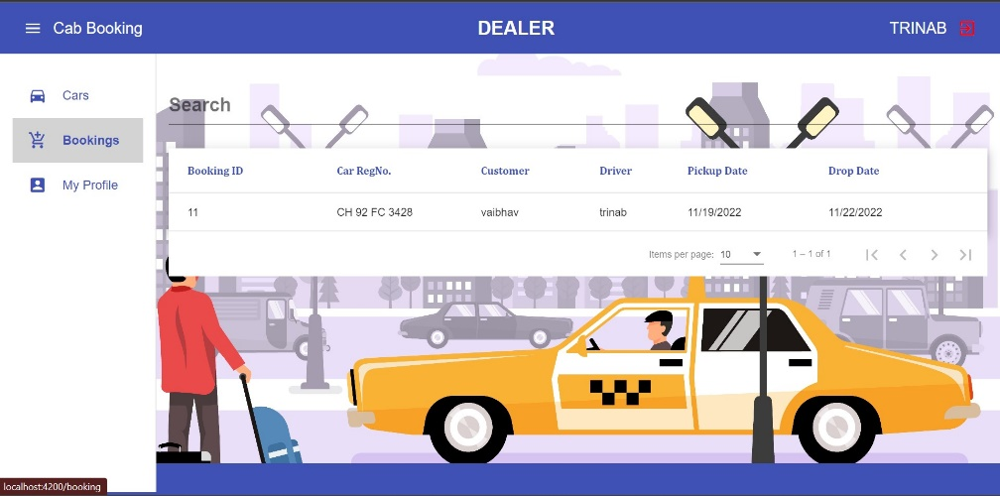 Cab Booking DEALER TRINAB
Cars
Search
Bookings
Booking ID Car RegNo. Customer Driver Pickup Date Drop Date
My Profile
11 CH 92 FC 3428 vaibhav trinab 11/19/2022 11/22/2022
Items per page: 10 1 – 1 of 1
localhost:4200/booking